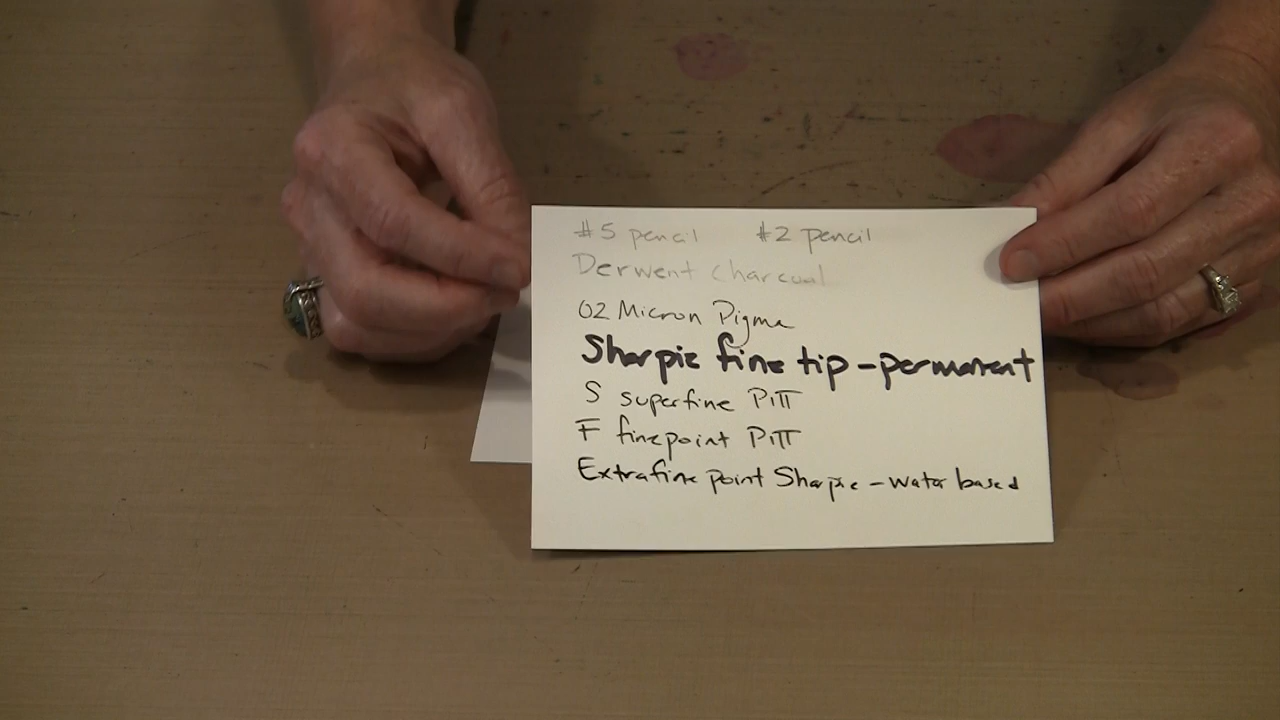 #5 pencil #2 pencil
Derwent charcoal
02 Micron Pigma
Sharpie fine tip - permanent
S superfine PITT
F finepoint PITT
Extrafine point Sharpie - water based